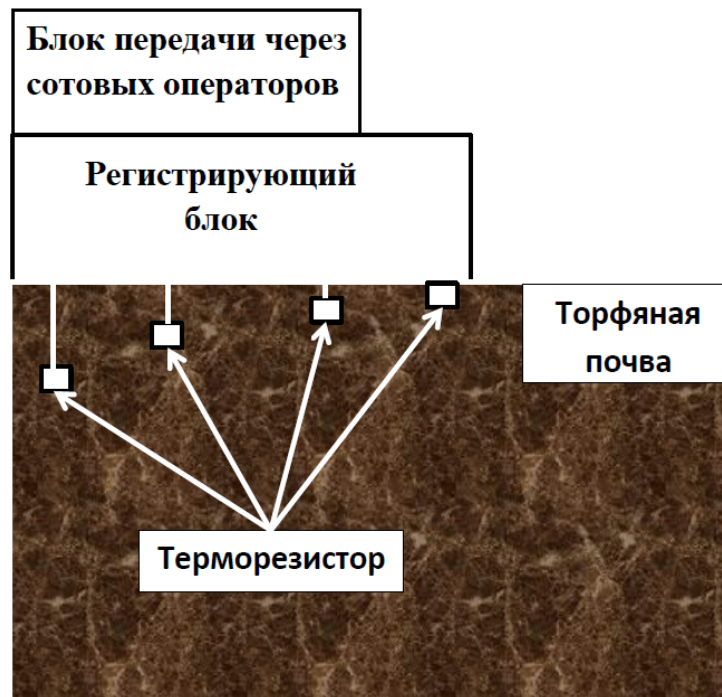 Блок передачи через
сотовых операторов
Регистрирующий
блок
Торфяная
почва
Терморезистор